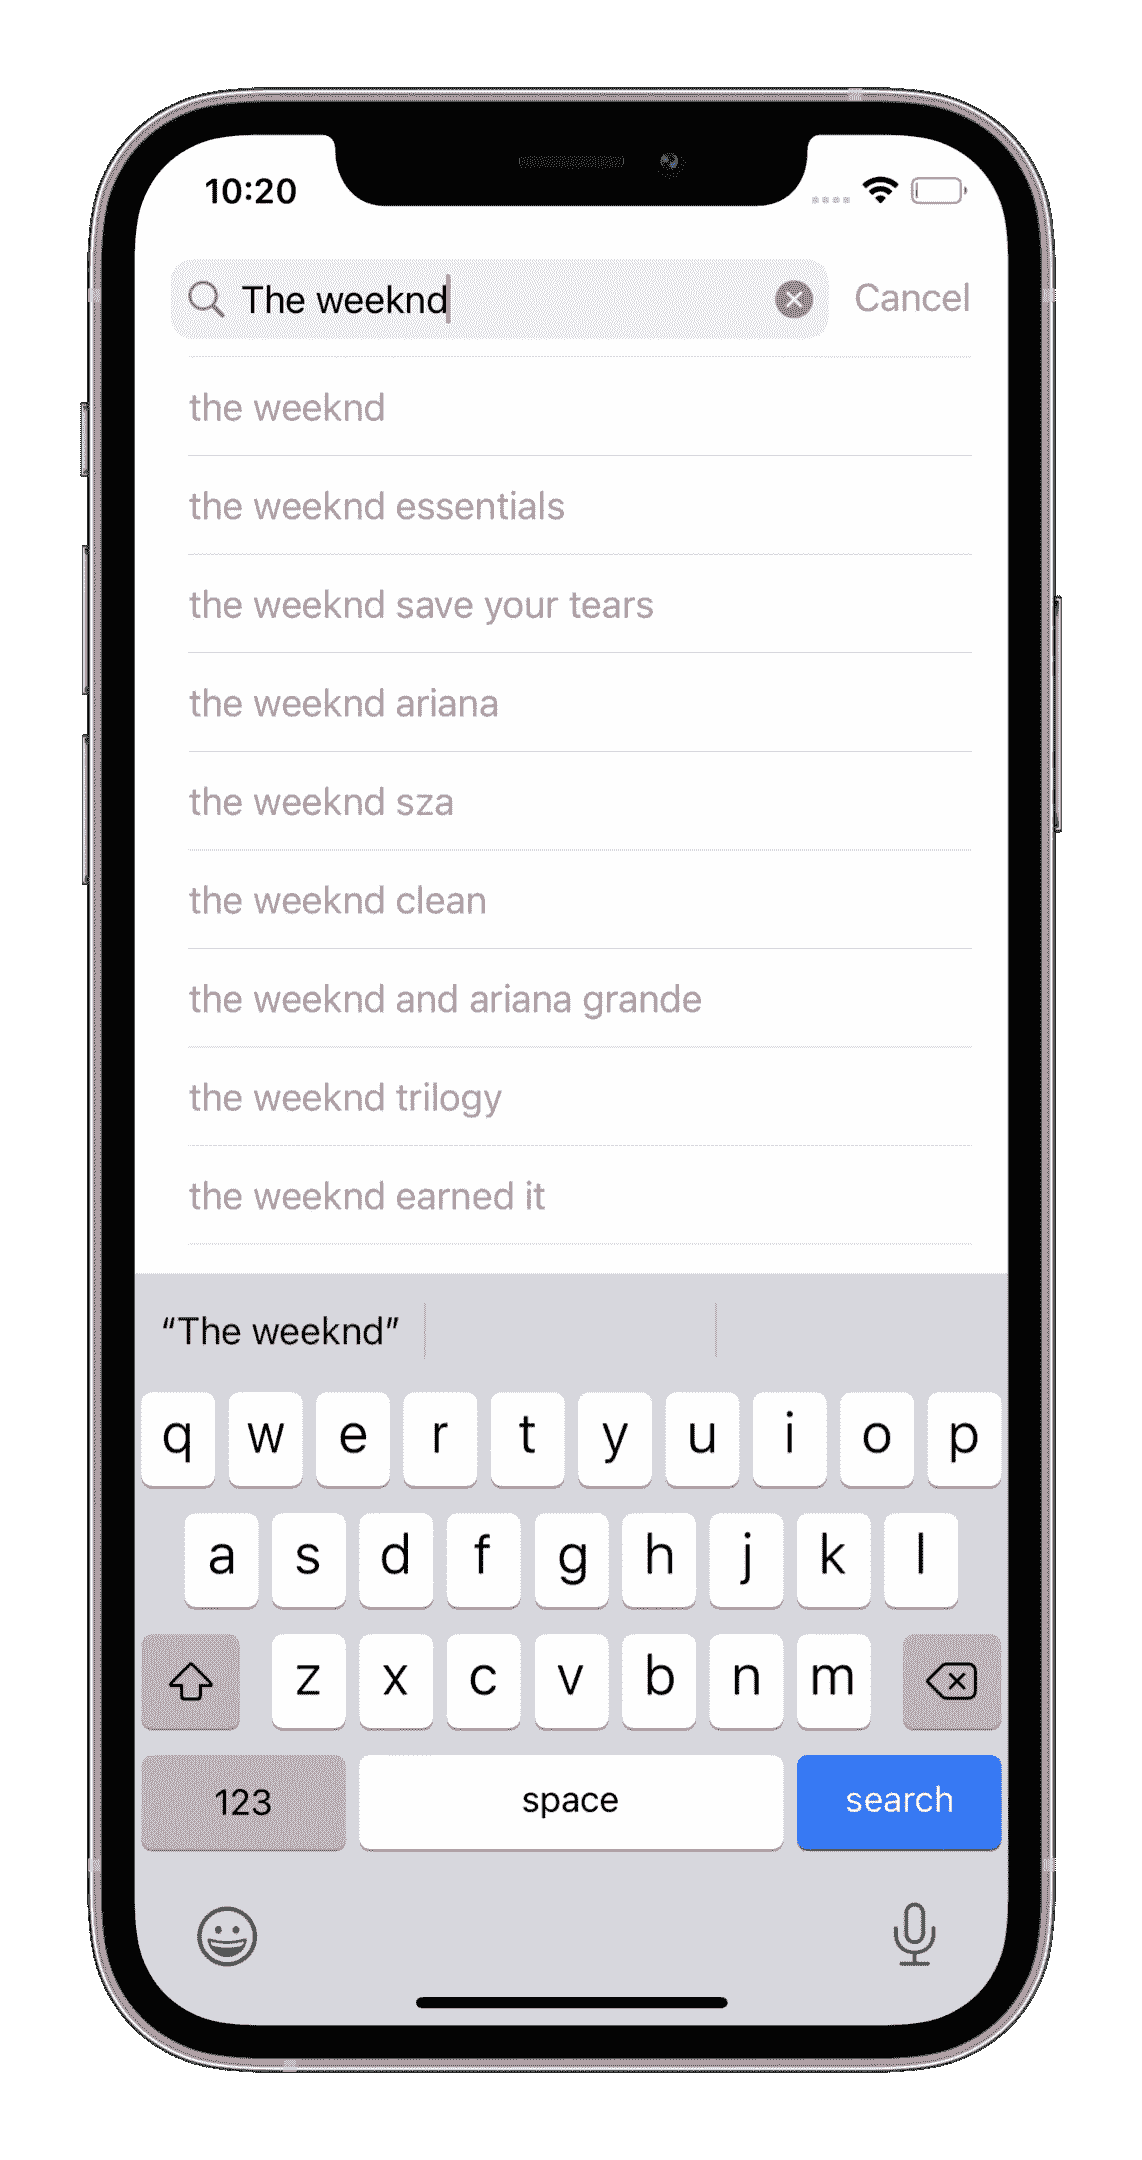 10:20
The weeknd Cancel
the weeknd
the weeknd essentials
the weeknd save your tears
the weeknd ariana
the weeknd sza
the weeknd clean
the weeknd and ariana grande
the weeknd trilogy
the weeknd earned it
“The weeknd”
q w e r t y u i o p
a s d f g h j k l
z x c v b n m
123 space search